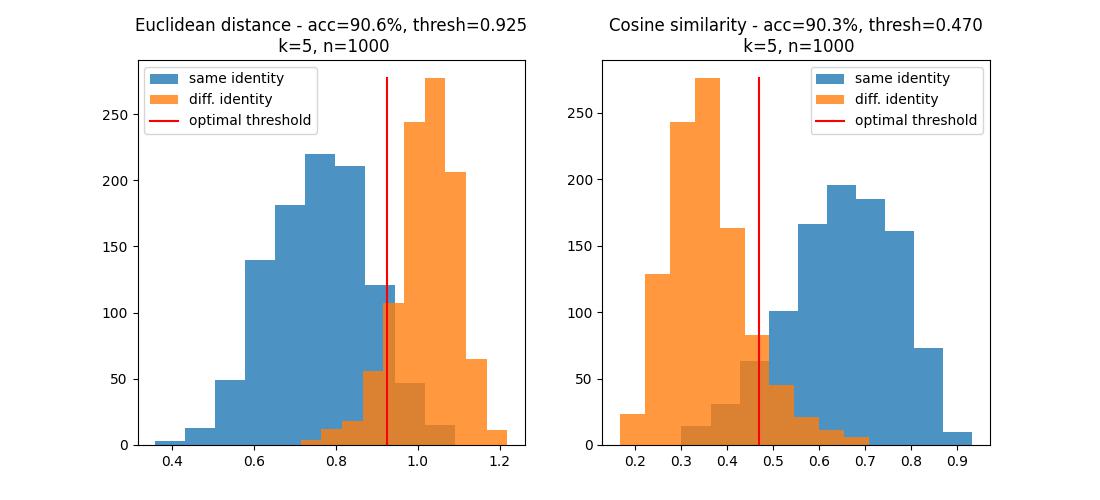 Euclidean distance - acc=90.6%, thresh=0.925
k=5, n=1000
same identity
diff. identity
optimal threshold
250
200
150
100
50
0
0.4 0.6 0.8 1.0 1.2
Cosine similarity - acc=90.3%, thresh=0.470
k=5, n=1000
same identity
diff. identity
optimal threshold
250
200
150
100
50
0
0.2 0.3 0.4 0.5 0.6 0.7 0.8 0.9